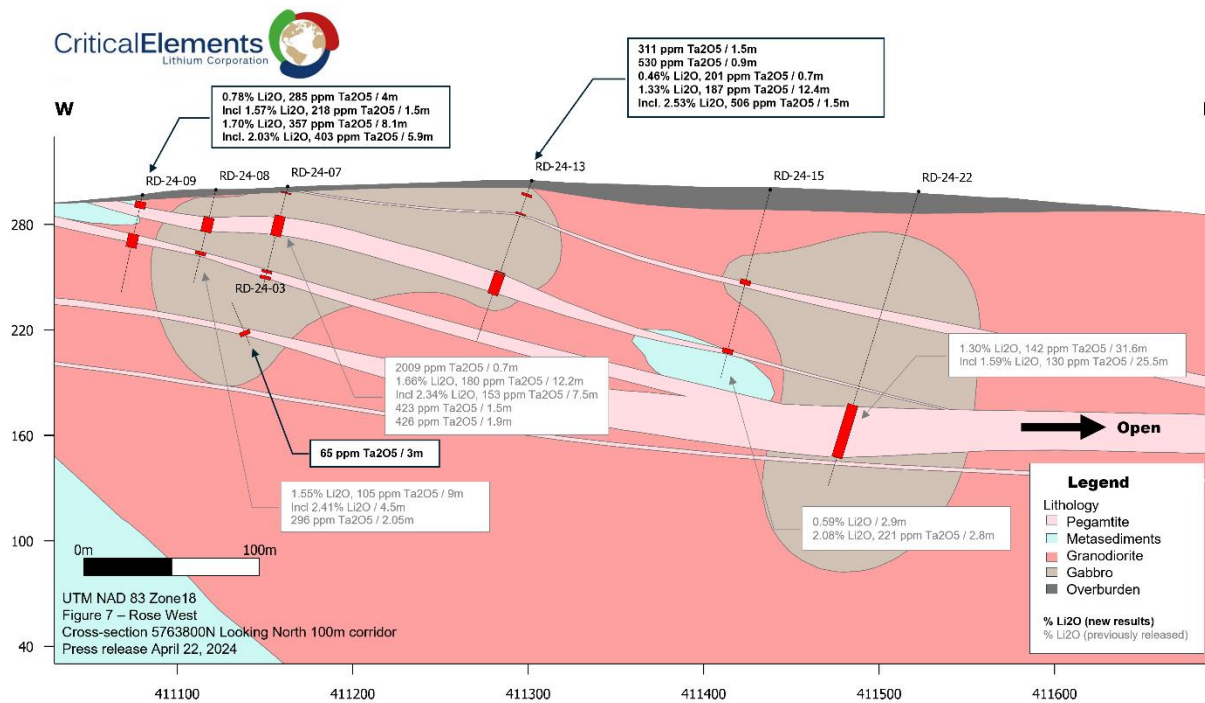 CriticalElements
Lithium Corporation
311 ppm Ta2O5 / 1.5m
530 ppm Ta2O5 / 0.9m
0.46% Li2O, 201 ppm Ta2O5 / 0.7m
1.33% Li2O, 187 ppm Ta2O5 / 12.4m
Incl. 2.53% Li2O, 506 ppm Ta2O5 / 1.5m
0.78% Li2O, 285 ppm Ta2O5 / 4m
Incl 1.57% Li2O, 218 ppm Ta2O5 / 1.5m
1.70% Li2O, 357 ppm Ta2O5 / 8.1m
Incl. 2.03% Li2O, 403 ppm Ta2O5 / 5.9m
W
RD-24-09
RD-24-08
RD-24-07
RD-24-13
RD-24-15
RD-24-22
RD-24-03
280
220
160
100
40
2009 ppm Ta2O5 / 0.7m
1.66% Li2O, 180 ppm Ta2O5 / 12.2m
Incl 2.34% Li2O, 153 ppm Ta2O5 / 7.5m
423 ppm Ta2O5 / 1.5m
426 ppm Ta2O5 / 1.9m
1.30% Li2O, 142 ppm Ta2O5 / 31.6m
Incl 1.59% Li2O, 130 ppm Ta2O5 / 25.5m
Open
65 ppm Ta2O5 / 3m
1.55% Li2O, 105 ppm Ta2O5 / 9m
Incl 2.41% Li2O / 4.5m
296 ppm Ta2O5 / 2.05m
0.59% Li2O / 2.9m
2.08% Li2O, 221 ppm Ta2O5 / 2.8m
0m
100m
UTM NAD 83 Zone18
Figure 7 – Rose West
Cross-section 5763800N Looking North 100m corridor
Press release April 22, 2024
Legend
Lithology
Pegamtite
Metasediments
Granodiorite
Gabbro
Overburden
% Li2O (new results)
% Li2O (previously released)
411100
411200
411300
411400
411500
411600